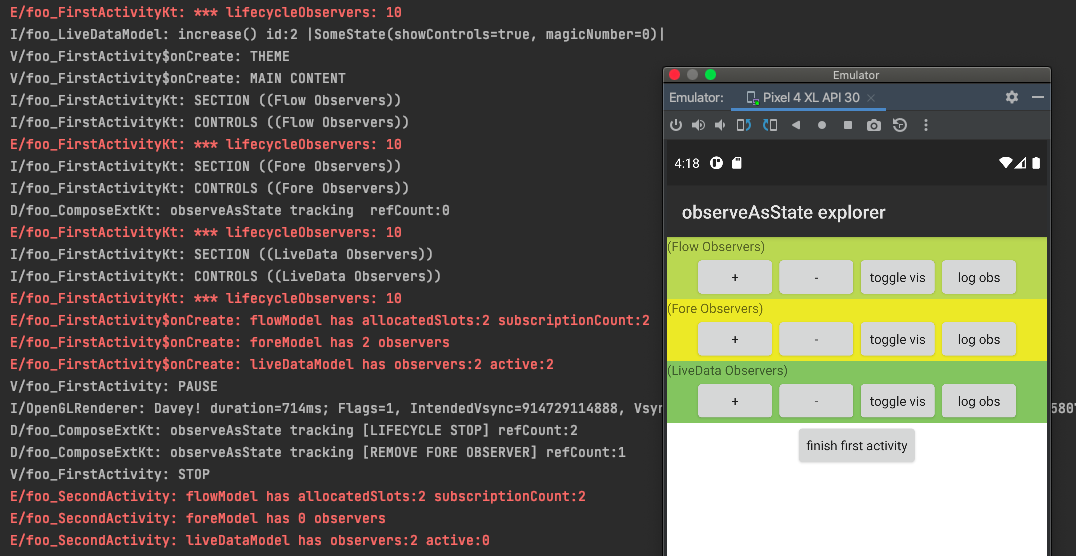 E/foo_FirstActivityKt: *** lifecycleObservers: 10
I/foo_LiveDataModel: increase() id:2 |SomeState(showControls=true, magicNumber=0)|
V/foo_FirstActivity$onCreate: THEME
V/foo_FirstActivity$onCreate: MAIN CONTENT
I/foo_FirstActivityKt: SECTION ((Flow Observers))
I/foo_FirstActivityKt: CONTROLS ((Flow Observers))
E/foo_FirstActivityKt: *** lifecycleObservers: 10
I/foo_FirstActivityKt: SECTION ((Fore Observers))
I/foo_FirstActivityKt: CONTROLS ((Fore Observers))
D/foo_ComposeExtKt: observeAsState tracking  refCount:0
E/foo_FirstActivityKt: *** lifecycleObservers: 10
I/foo_FirstActivityKt: SECTION ((LiveData Observers))
I/foo_FirstActivityKt: CONTROLS ((LiveData Observers))
E/foo_FirstActivityKt: *** lifecycleObservers: 10
E/foo_FirstActivity$onCreate: flowModel has allocatedSlots:2 subscriptionCount:2
E/foo_FirstActivity$onCreate: foreModel has 2 observers
E/foo_FirstActivity$onCreate: liveDataModel has observers:2 active:2
V/foo_FirstActivity: PAUSE
I/OpenGLRenderer: Davey! duration=714ms; Flags=1, IntendedVsync=914729114888, Vsyn
D/foo_ComposeExtKt: observeAsState tracking [LIFECYCLE STOP] refCount:2
D/foo_ComposeExtKt: observeAsState tracking [REMOVE FORE OBSERVER] refCount:1
V/foo_FirstActivity: STOP
E/foo_SecondActivity: flowModel has allocatedSlots:2 subscriptionCount:2
E/foo_SecondActivity: foreModel has 0 observers
E/foo_SecondActivity: liveDataModel has observers:2 active:0
Emulator
Emulator: Pixel 4 XL API 30
4:18
observeAsState explorer
(Flow Observers)
+ - toggle vis log obs
(Fore Observers)
+ - toggle vis log obs
(LiveData Observers)
+ - toggle vis log obs
finish first activity